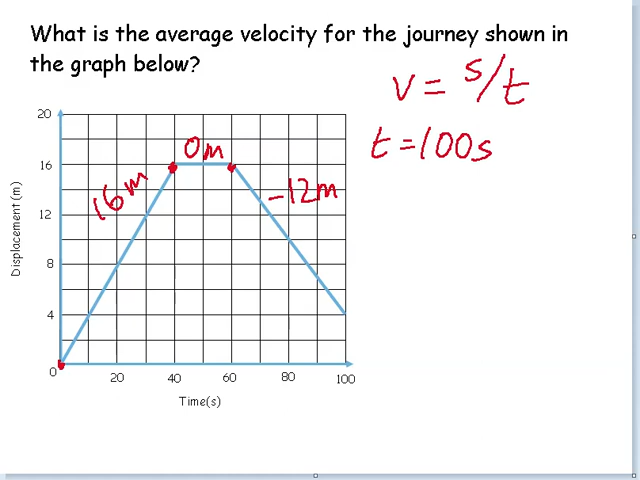 What is the average velocity for the journey shown in
the graph below?
v = s/t
t = 100s
20
16
12
8
4
0
20
40
60
80
100
Displacement (m)
Time(s)
16m
0m
-12m